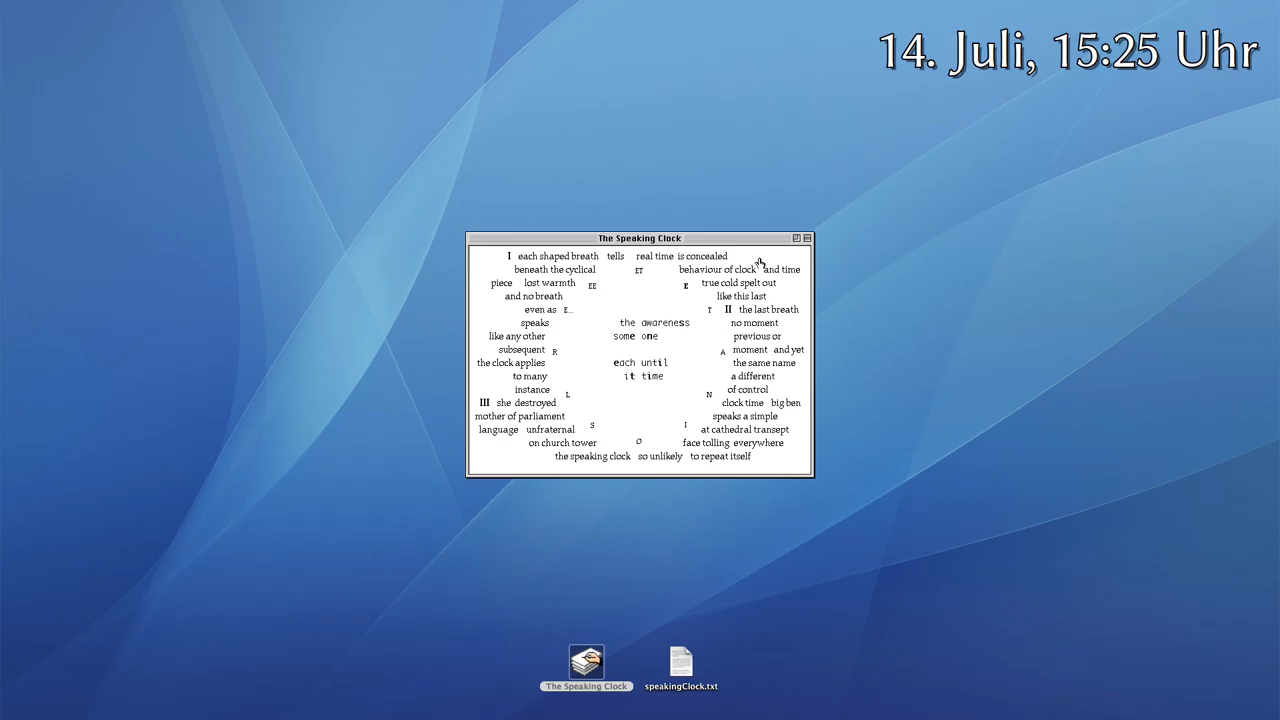 14. Juli, 15:25 Uhr
The Speaking Clock
I each shaped breath tells real time is concealed
beneath the cyclical ET behaviour of clock and time
piece lost warmth EE E true cold spelt out
and no breath like this last
even as E... T II the last breath
speaks the awareness no moment
like any other some one previous or
subsequent R A moment and yet
the clock applies each until the same name
to many it time a different
instance L N of control
III she destroyed clock time big ben
mother of parliament speaks a simple
language unfraternal S I at cathedral transept
on church tower O face tolling everywhere
the speaking clock so unlikely to repeat itself
The Speaking Clock speakingClock.txt